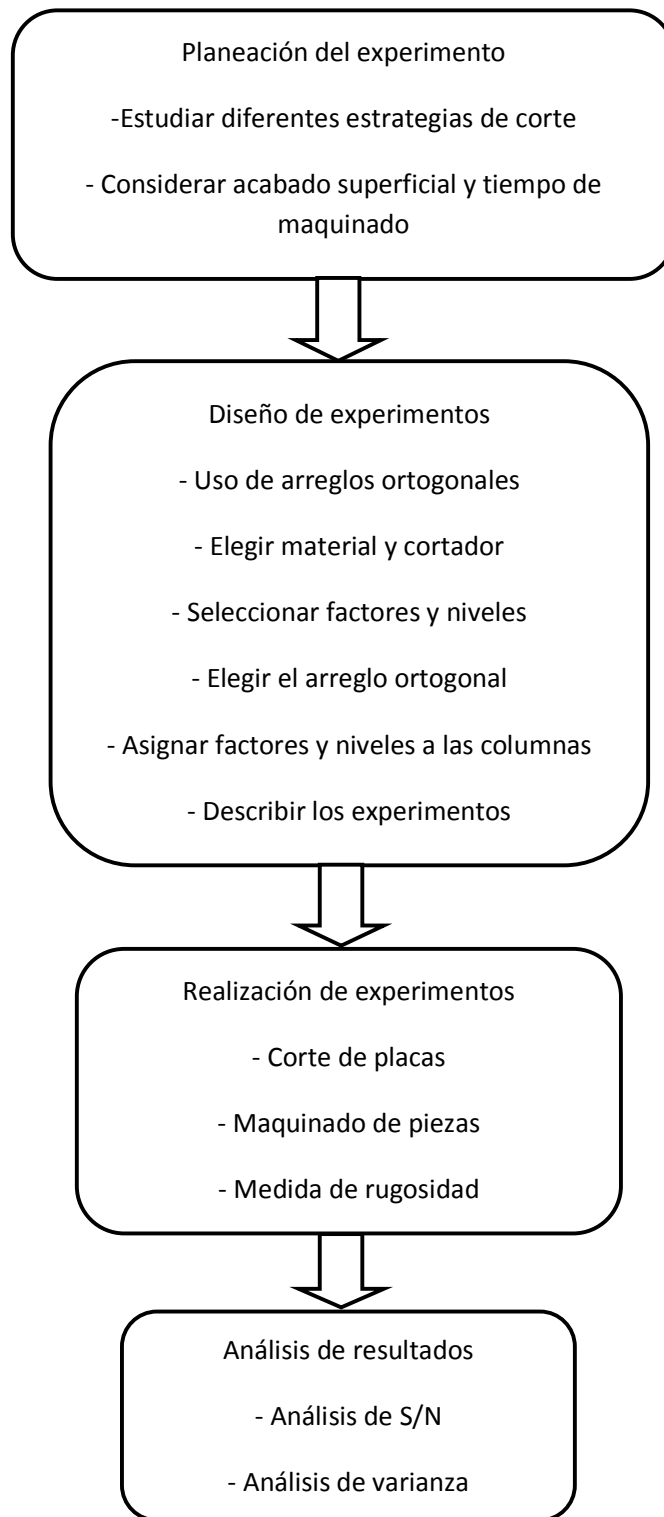 Planeación del experimento
-Estudiar diferentes estrategias de corte
- Considerar acabado superficial y tiempo de
maquinado
Diseño de experimentos
- Uso de arreglos ortogonales
- Elegir material y cortador
- Seleccionar factores y niveles
- Elegir el arreglo ortogonal
- Asignar factores y niveles a las columnas
- Describir los experimentos
Realización de experimentos
- Corte de placas
- Maquinado de piezas
- Medida de rugosidad
Análisis de resultados
- Análisis de S/N
- Análisis de varianza